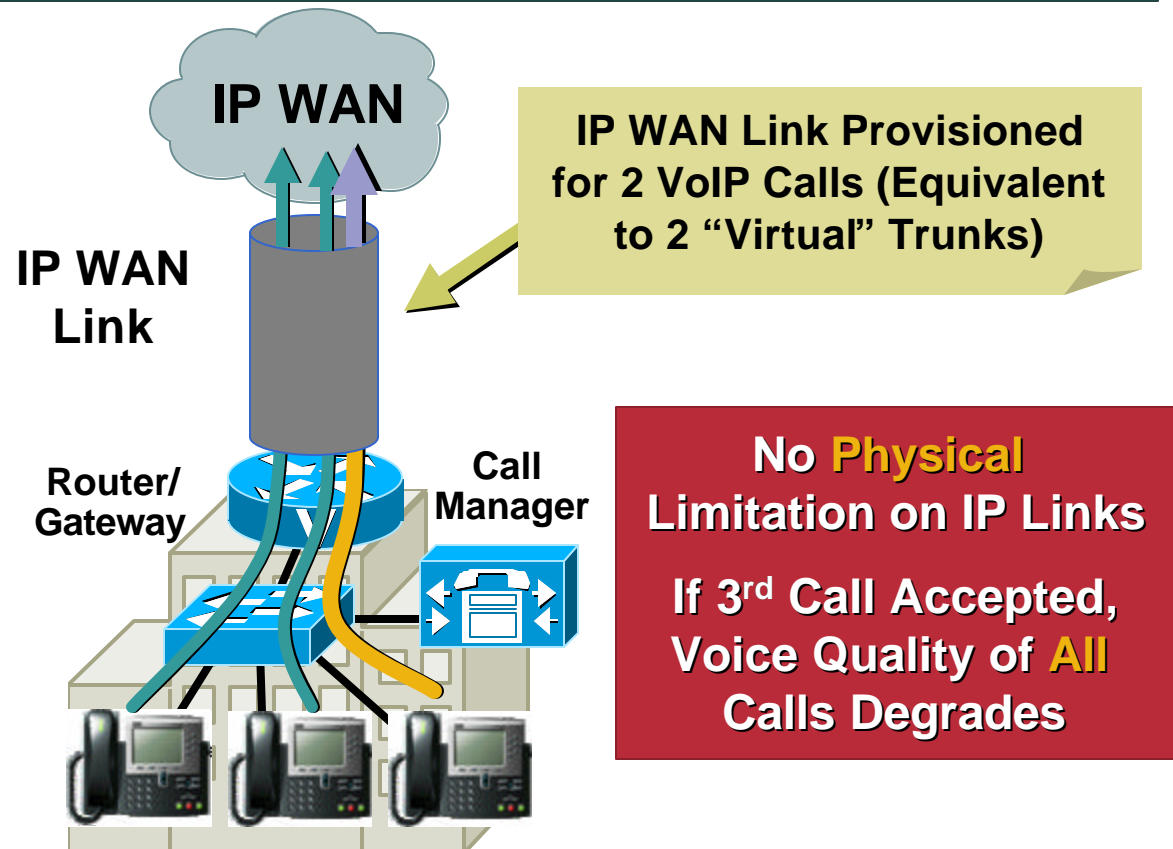 IP WAN
IP WAN Link Provisioned
for 2 VoIP Calls (Equivalent
to 2 “Virtual” Trunks)
IP WAN
Link
Router/
Gateway
Call
Manager
V
No Physical
Limitation on IP Links
If 3rd Call Accepted,
Voice Quality of All
Calls Degrades